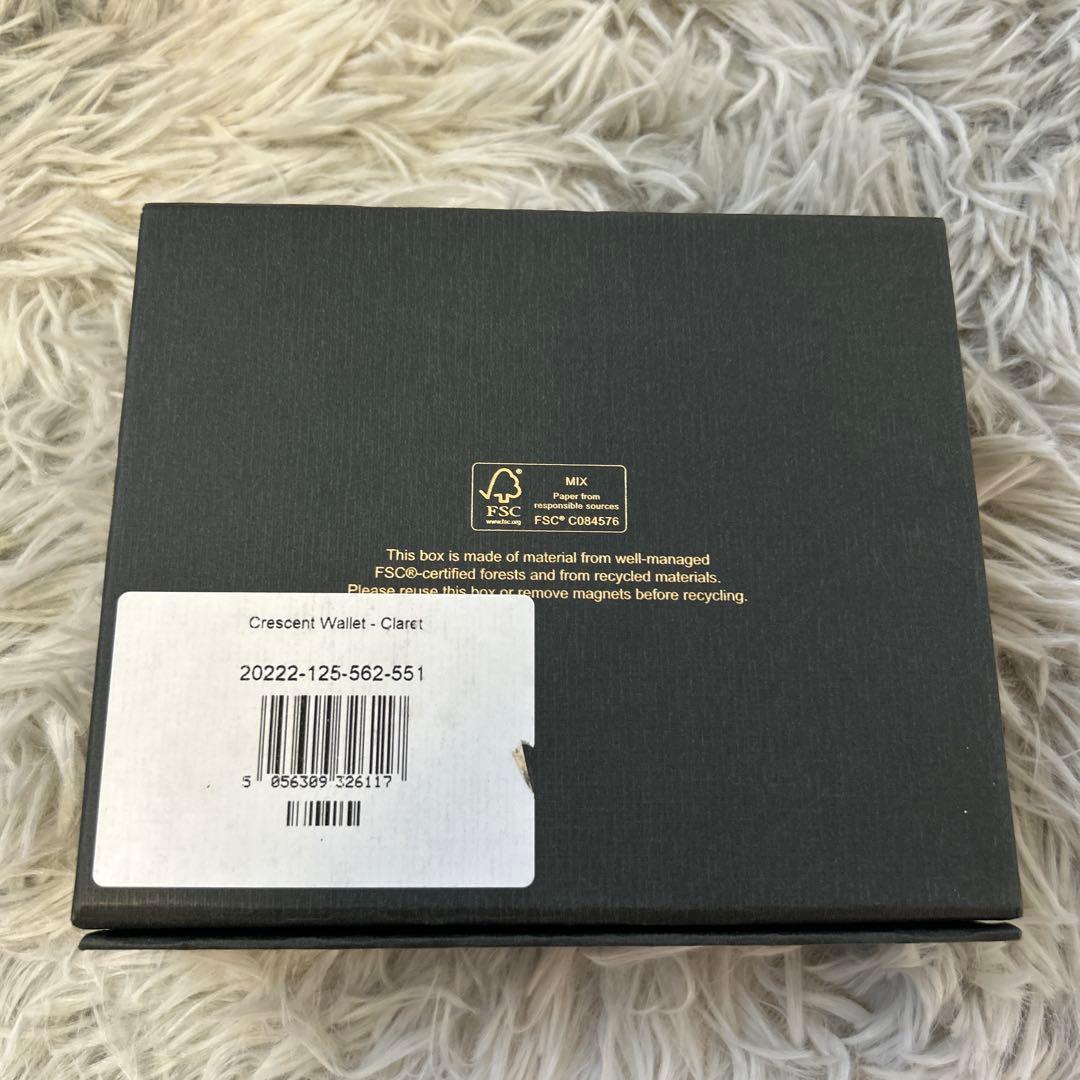 MIX
Paper from
responsible sources
FSC® C084576
®
FSC
www.fsc.org
This box is made of material from well-managed
FSC®-certified forests and from recycled materials.
Please reuse this box or remove magnets before recycling.
Crescent Wallet - Claret
20222-125-562-551
5 056309 326117